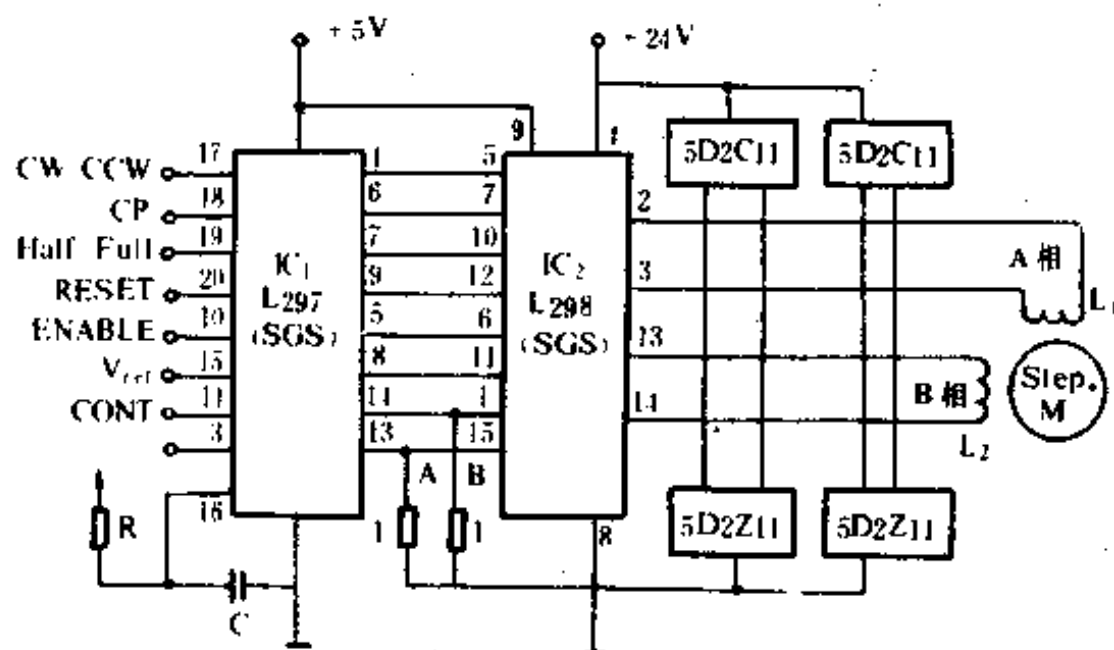 +5V
+24V
9
17
CW CCW
18
CP
19
Half Full
20
RESET
10
ENABLE
15
Vref
11
CONT
3
16
IC1
L297
(SGS)
6
7
9
5
8
14
13
5
7
10
12
6
11
1
15
IC2
L298
(SGS)
8
2
3
13
14
5D2C11
5D2C11
A相
L1
B相
L2
Step.
M
5D2Z11
5D2Z11
A
B
1
1
R
C